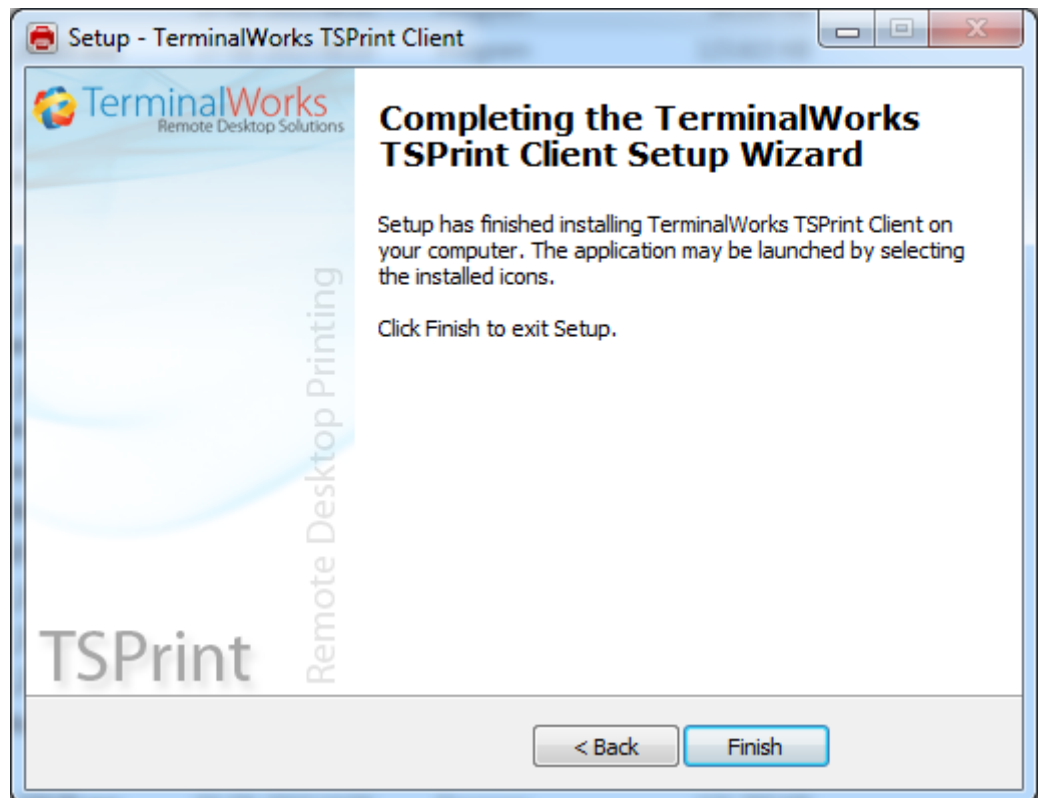 Setup - TerminalWorks TSPrint Client
TerminalWorks
Remote Desktop Solutions
Completing the TerminalWorks
TSPrint Client Setup Wizard
Setup has finished installing TerminalWorks TSPrint Client on
your computer. The application may be launched by selecting
the installed icons.
Click Finish to exit Setup.
Remote Desktop Printing
TSPrint
< Back
Finish